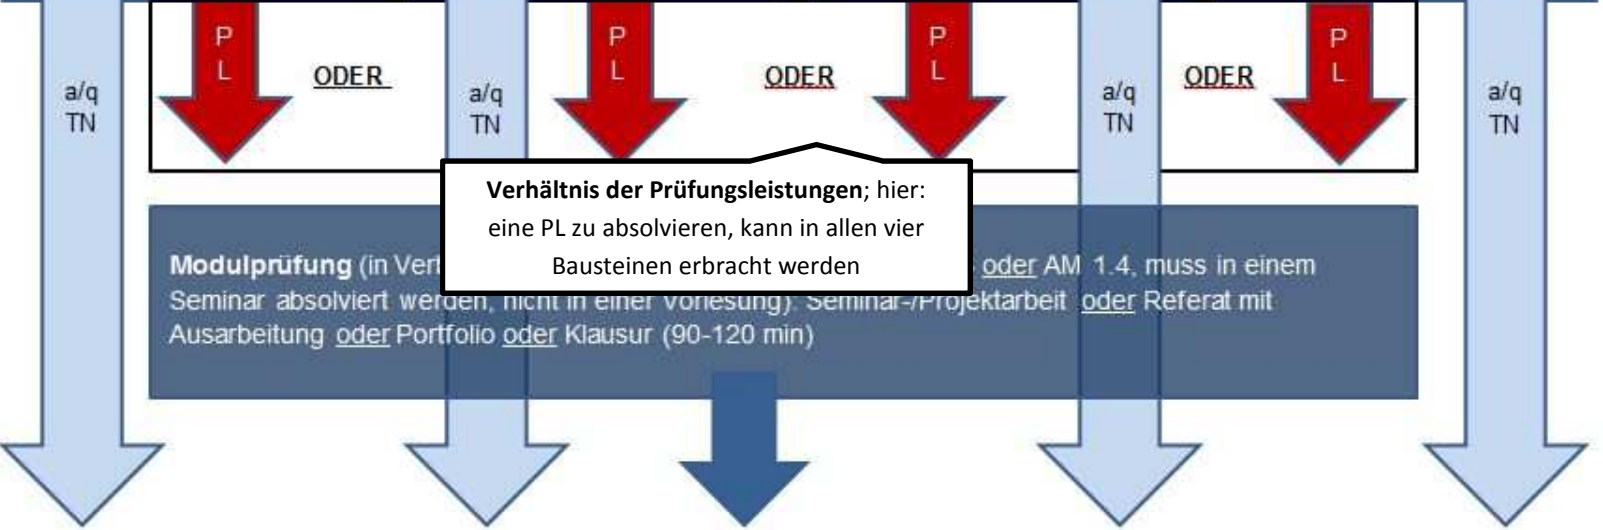 P
L
ODER
P
L
ODER
P
L
ODER
P
L
a/q
TN
a/q
TN
a/q
TN
a/q
TN
Verhältnis der Prüfungsleistungen; hier:
eine PL zu absolvieren, kann in allen vier
Bausteinen erbracht werden
Modulprüfung (in oder AM 1.4, muss in einem
Seminar absolviert werden, nicht in einer Vorlesung): Seminar-/Projektarbeit oder Referat mit
Ausarbeitung oder Portfolio oder Klausur (90-120 min)